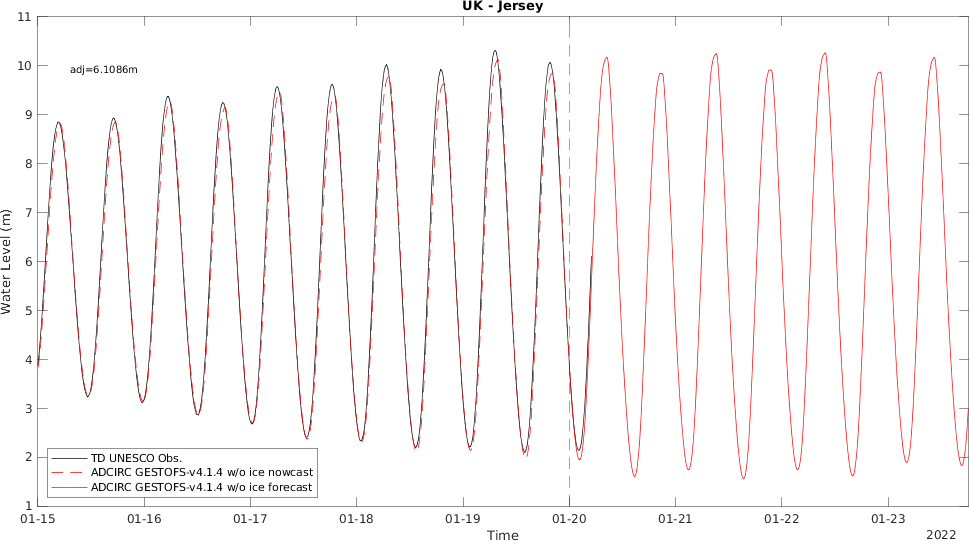 UK - Jersey
11
10
9
8
7
6
5
4
3
2
1
Water Level (m)
adj=6.1086m
TD UNESCO Obs.
ADCIRC GESTOFS-v4.1.4 w/o ice nowcast
ADCIRC GESTOFS-v4.1.4 w/o ice forecast
01-15 01-16 01-17 01-18 01-19 01-20 01-21 01-22 01-23
Time
2022